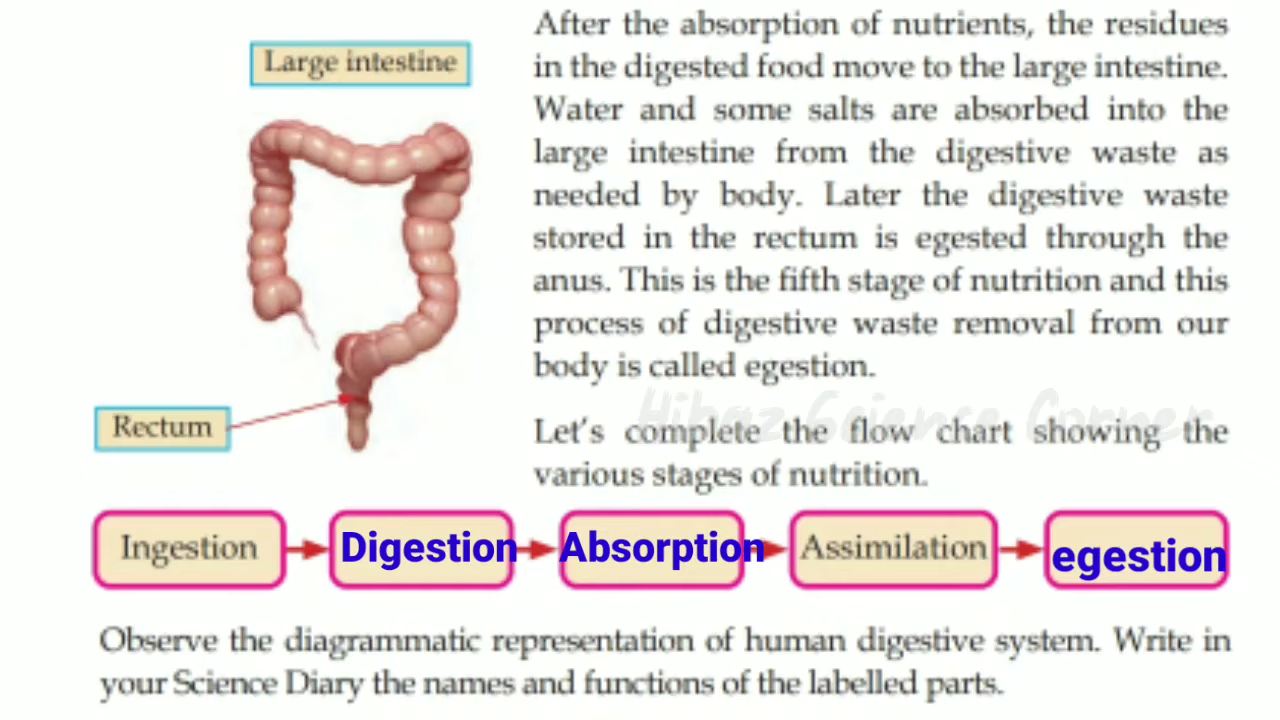 Large intestine
Rectum
After the absorption of nutrients, the residues
in the digested food move to the large intestine.
Water and some salts are absorbed into the
large intestine from the digestive waste as
needed by body. Later the digestive waste
stored in the rectum is egested through the
anus. This is the fifth stage of nutrition and this
process of digestive waste removal from our
body is called egestion.
Hibaz Science Corner
Let's complete the flow chart showing the
various stages of nutrition.
Ingestion Digestion Absorption Assimilation egestion
Observe the diagrammatic representation of human digestive system. Write in
your Science Diary the names and functions of the labelled parts.